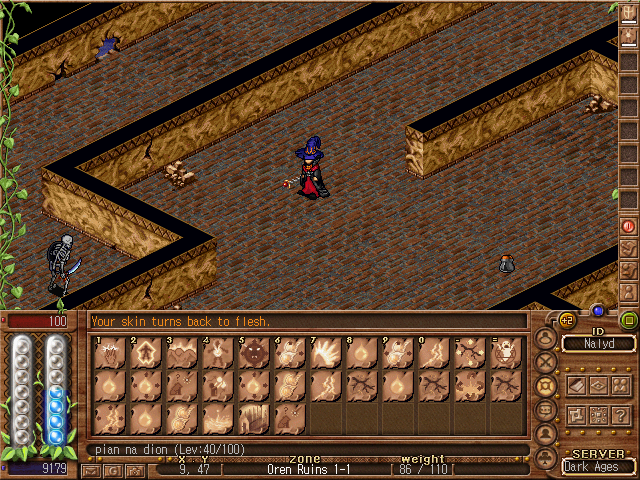 100
Your skin turns back to flesh.
+2
ID
Nalyd
1 2 3 4 5 6 7 8 9 0 - =
pian na dion (Lev:40/100)
X Y zone weight
9179
9, 47
Oren Ruins 1-1
86 / 110
SERVER
Dark Ages
G
?